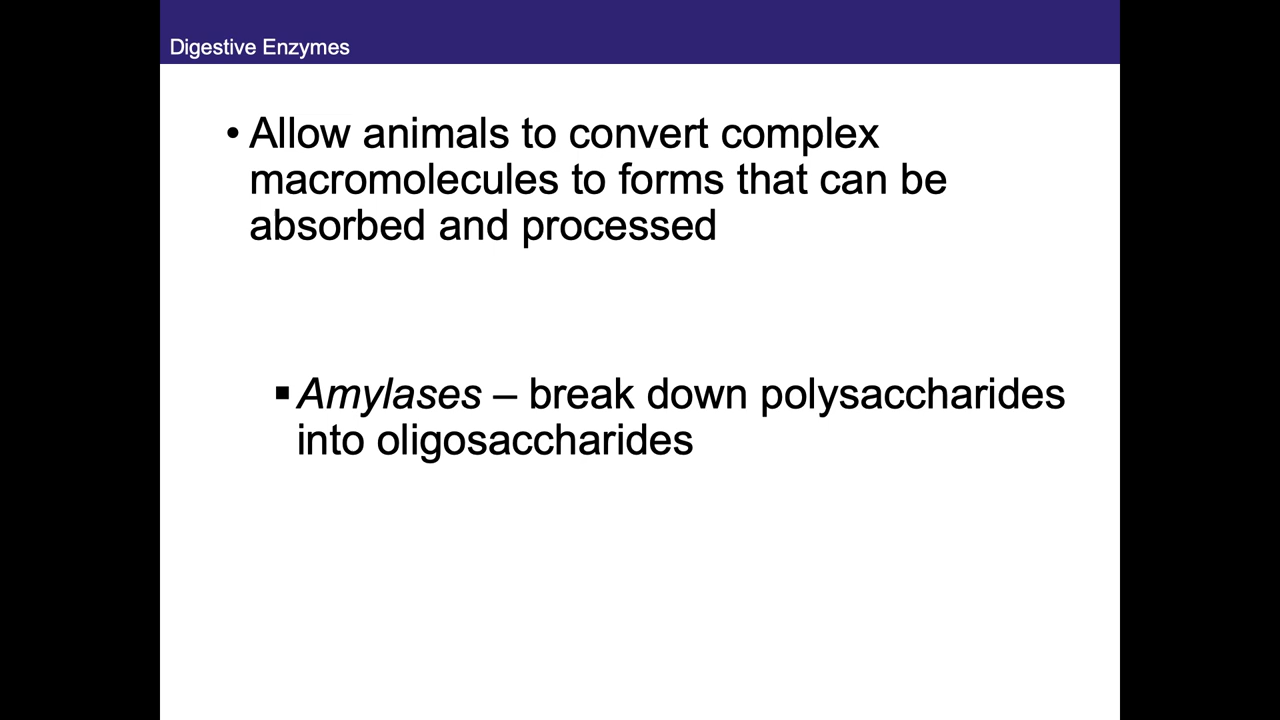 Digestive Enzymes
• Allow animals to convert complex
macromolecules to forms that can be
absorbed and processed
▪ Amylases – break down polysaccharides
into oligosaccharides